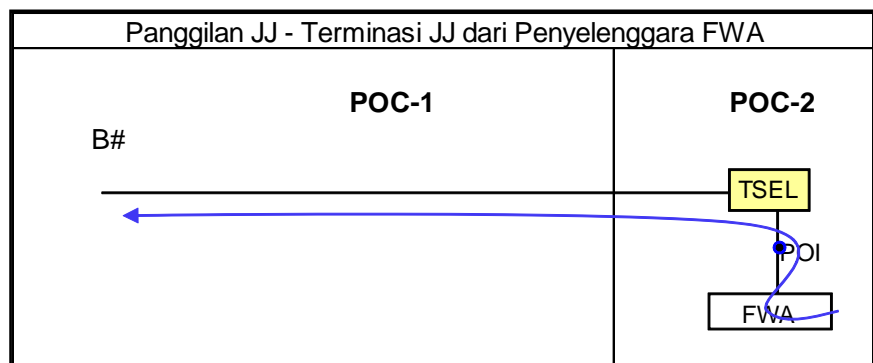 Panggilan JJ - Terminasi JJ dari Penyelenggara FWA
POC-1
POC-2
B#
TSEL
POI
FWA